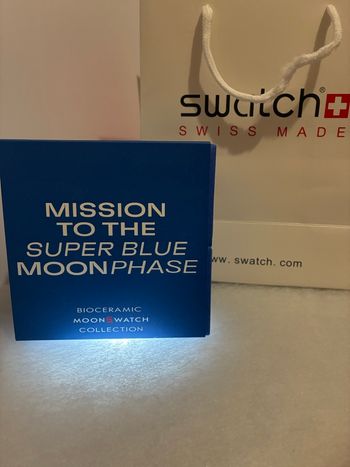 swatch
SWISS MADE
MISSION
TO THE
SUPER BLUE
MOONPHASE
www. swatch. com
BIOCERAMIC
MOONSWATCH
COLLECTION